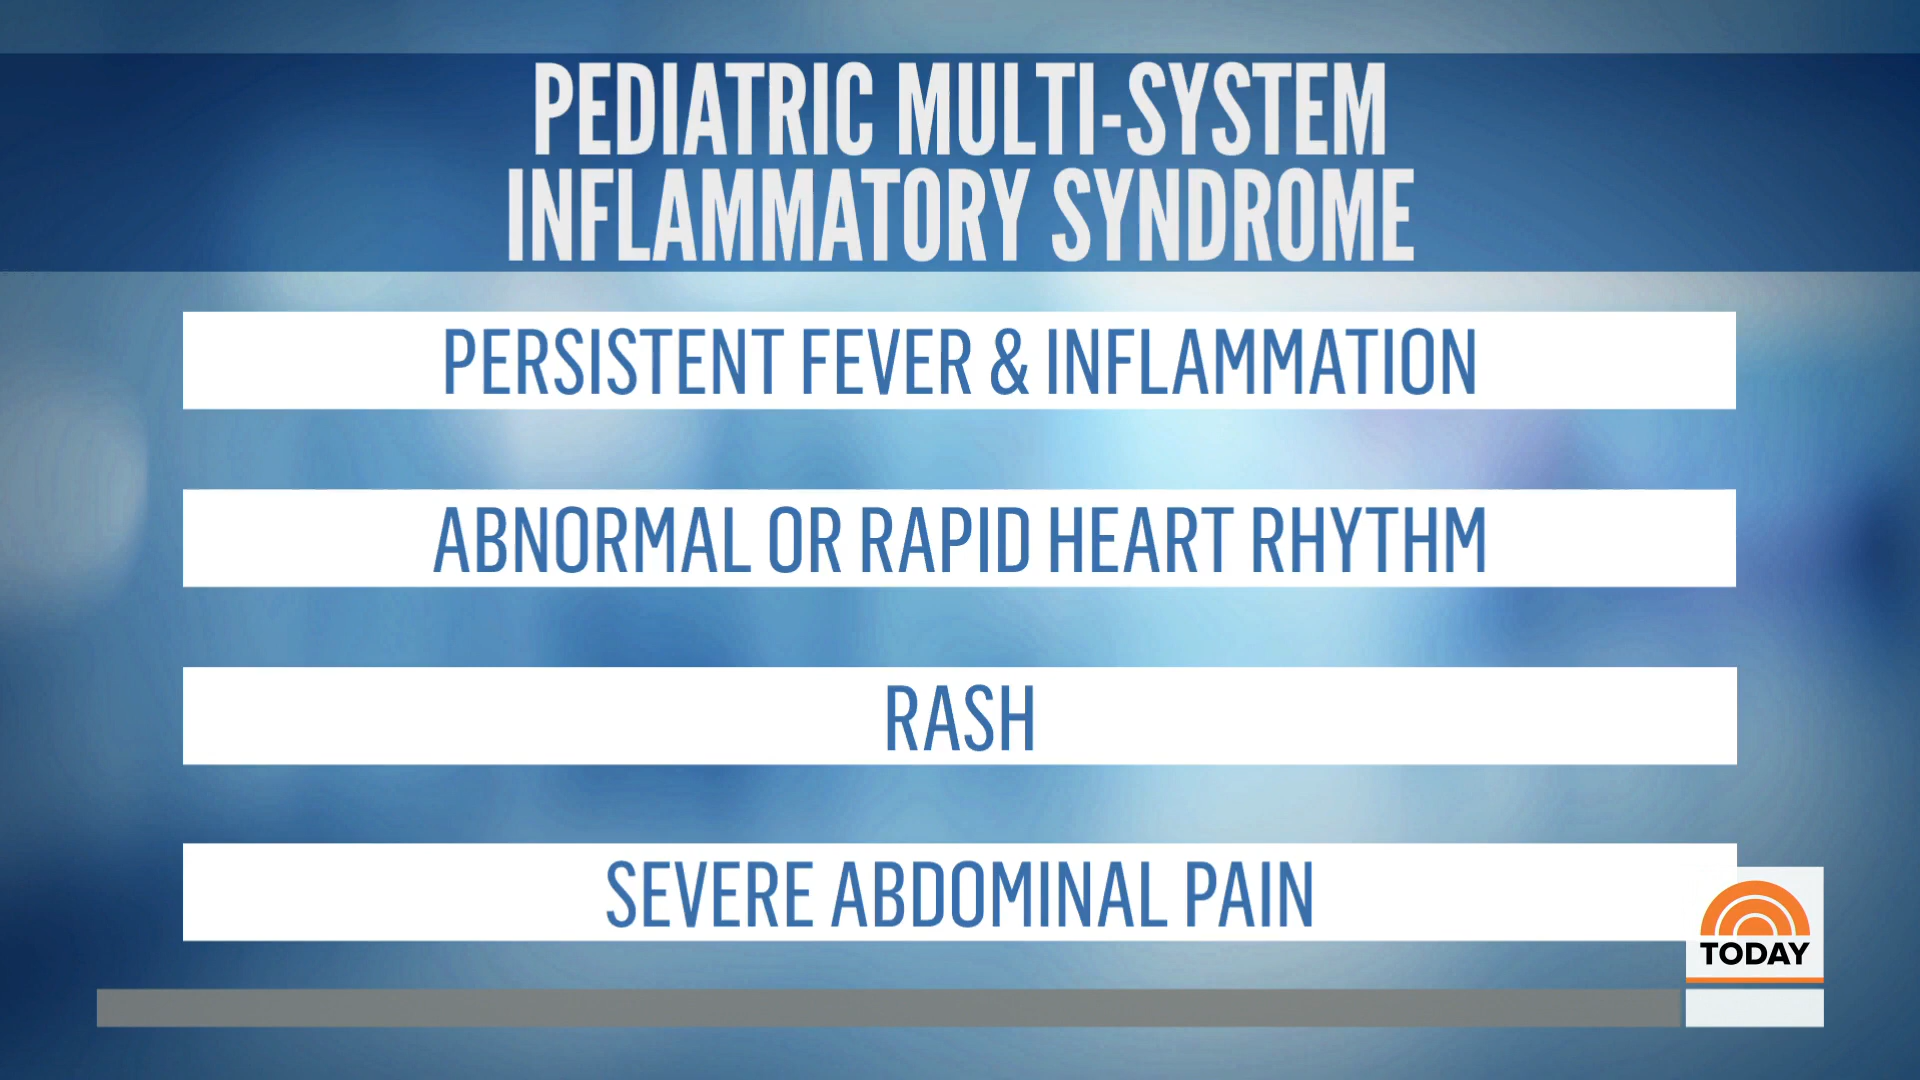 PEDIATRIC MULTI-SYSTEM
INFLAMMATORY SYNDROME
PERSISTENT FEVER & INFLAMMATION
ABNORMAL OR RAPID HEART RHYTHM
RASH
SEVERE ABDOMINAL PAIN
TODAY